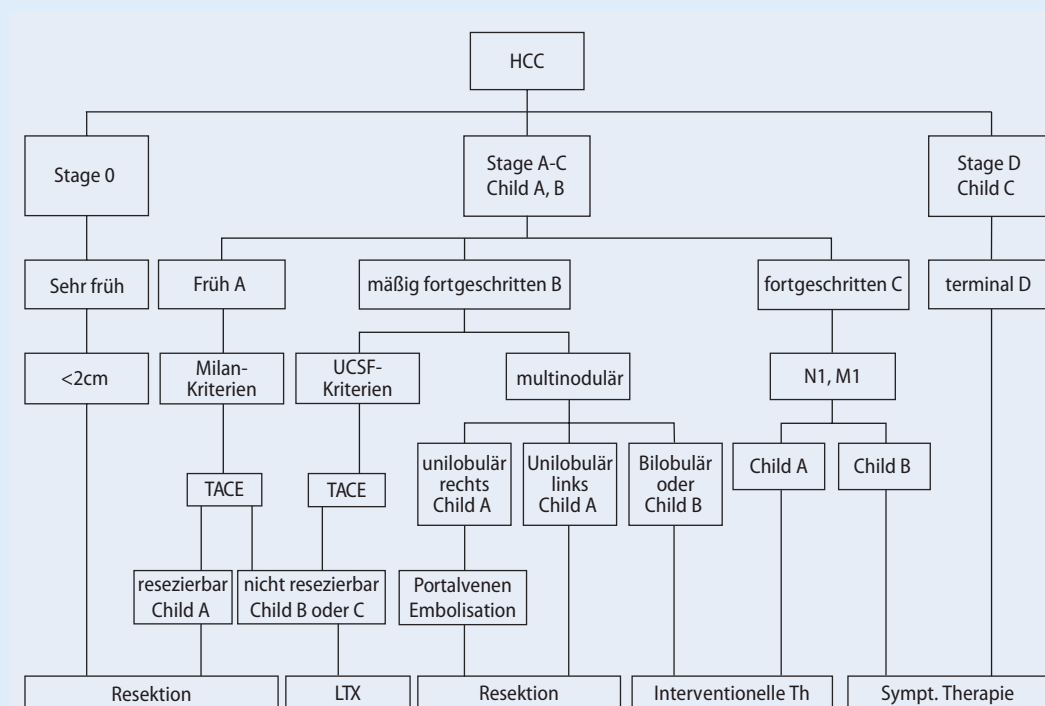 HCC
Stage 0
Stage A-C
Child A, B
Stage D
Child C
Sehr früh
Früh A
mäßig fortgeschritten B
fortgeschritten C
terminal D
<2cm
Milan-
Kriterien
UCSF-
Kriterien
multinodulär
N1, M1
TACE
TACE
unilobulär
rechts
Child A
Unilobulär
links
Child A
Bilobulär
oder
Child B
Child A
Child B
resezierbar
Child A
nicht resezierbar
Child B oder C
Portalvenen
Embolisation
Resektion
LTX
Resektion
Interventionelle Th
Sympt. Therapie